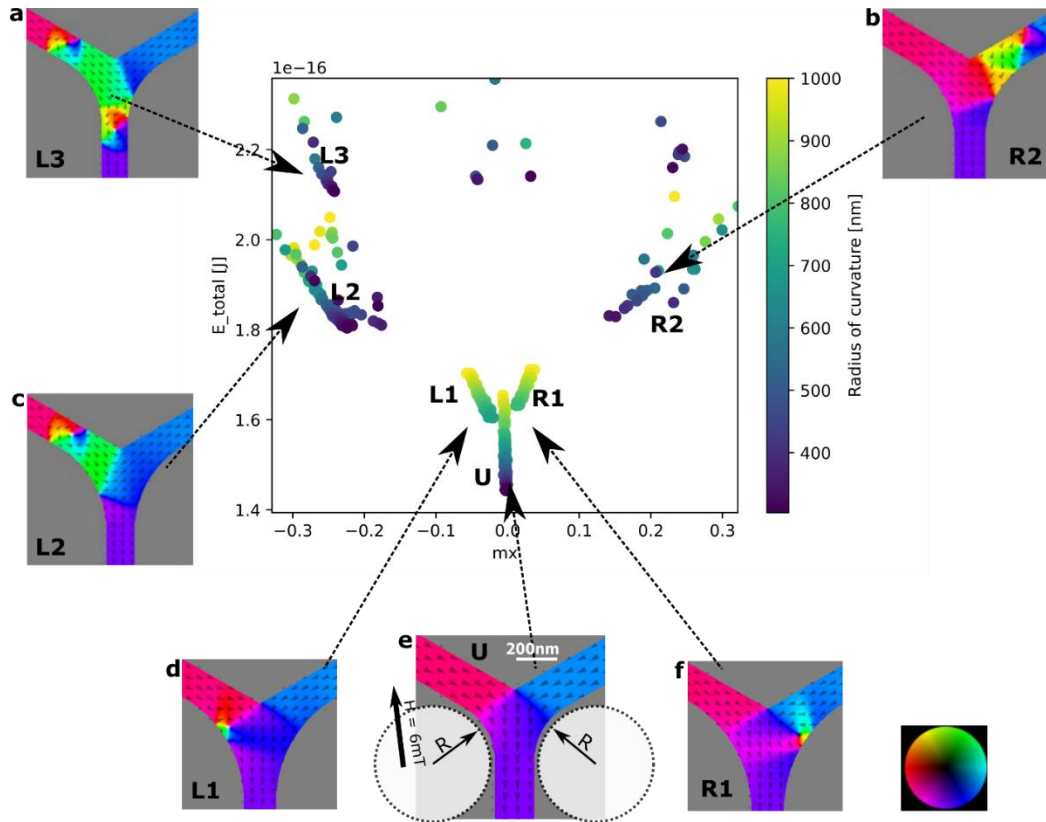 a
L3
b
R2
1e−16
2.2
2.0
1.8
1.6
1.4
E_total [J]
−0.3
−0.2
−0.1
0.0
0.1
0.2
0.3
mx
L3
L2
R2
L1
R1
U
1000
900
800
700
600
500
400
Radius of curvature [nm]
c
L2
d
L1
e
U
200nm
H = 6mT
R
R
f
R1